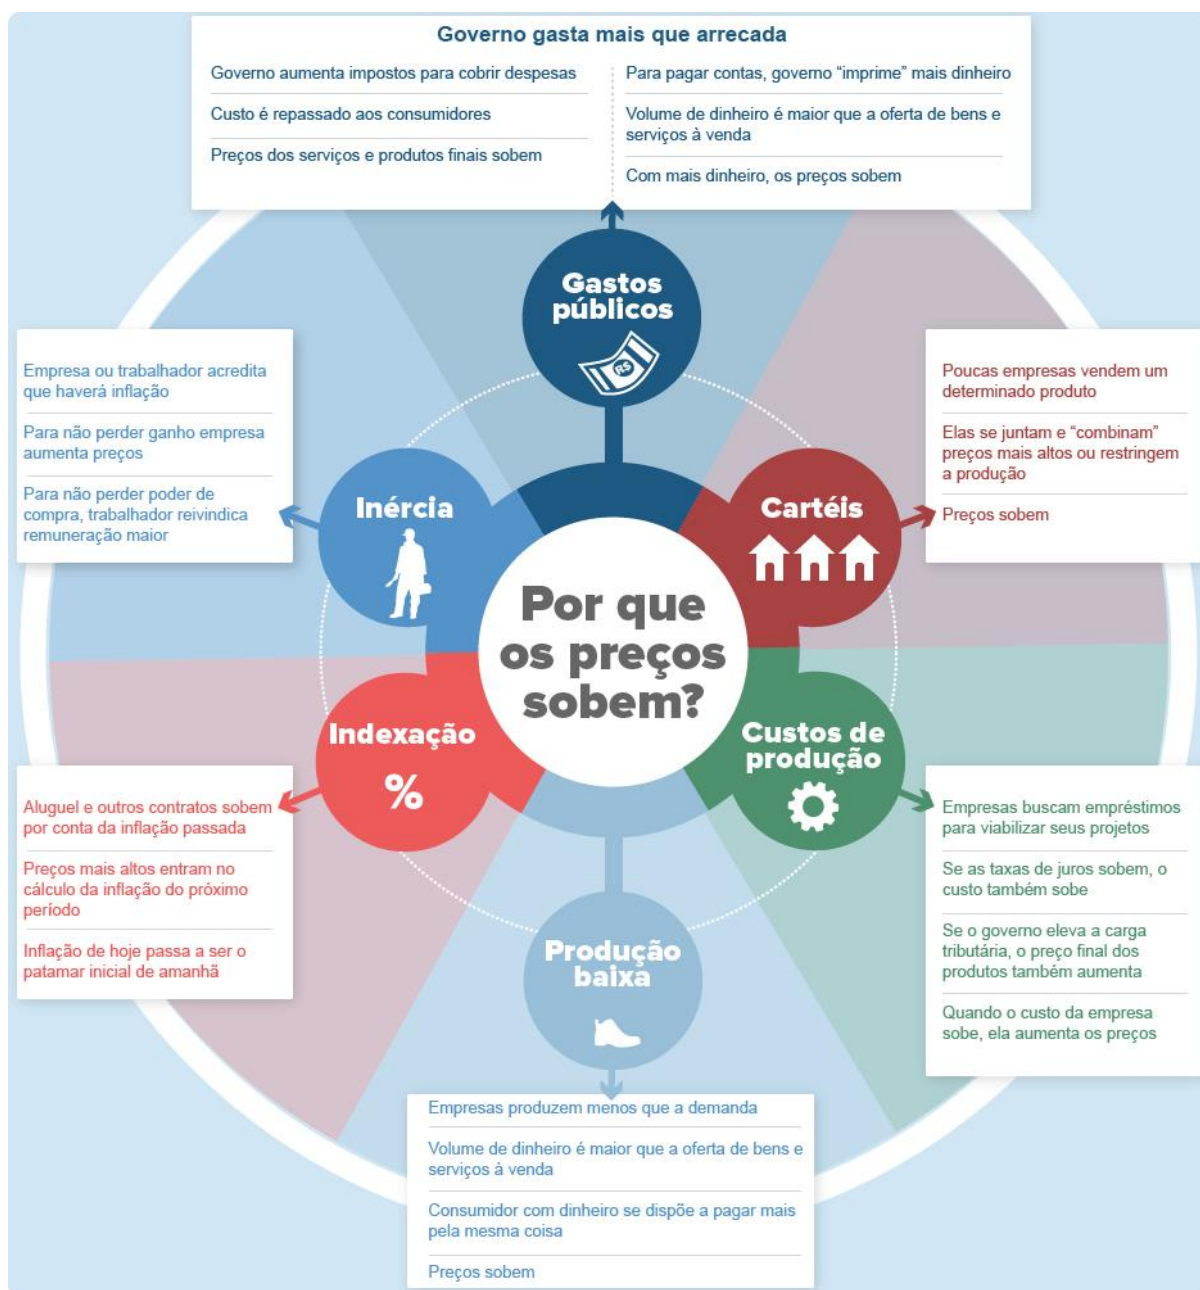 Governo gasta mais que arrecada
Governo aumenta impostos para cobrir despesas
Custo é repassado aos consumidores
Preços dos serviços e produtos finais sobem
Para pagar contas, governo “imprime” mais dinheiro
Volume de dinheiro é maior que a oferta de bens e
serviços à venda
Com mais dinheiro, os preços sobem
Gastos
públicos
R$
Empresa ou trabalhador acredita
que haverá inflação
Para não perder ganho empresa
aumenta preços
Para não perder poder de
compra, trabalhador reivindica
remuneração maior
Inércia
Cartéis
Poucas empresas vendem um
determinado produto
Elas se juntam e “combinam”
preços mais altos ou restringem
a produção
Preços sobem
Por que
os preços
sobem?
Indexação
%
Aluguel e outros contratos sobem
por conta da inflação passada
Preços mais altos entram no
cálculo da inflação do próximo
período
Inflação de hoje passa a ser o
patamar inicial de amanhã
Custos de
produção
Empresas buscam empréstimos
para viabilizar seus projetos
Se as taxas de juros sobem, o
custo também sobe
Se o governo eleva a carga
tributária, o preço final dos
produtos também aumenta
Quando o custo da empresa
sobe, ela aumenta os preços
Produção
baixa
Empresas produzem menos que a demanda
Volume de dinheiro é maior que a oferta de bens e
serviços à venda
Consumidor com dinheiro se dispõe a pagar mais
pela mesma coisa
Preços sobem